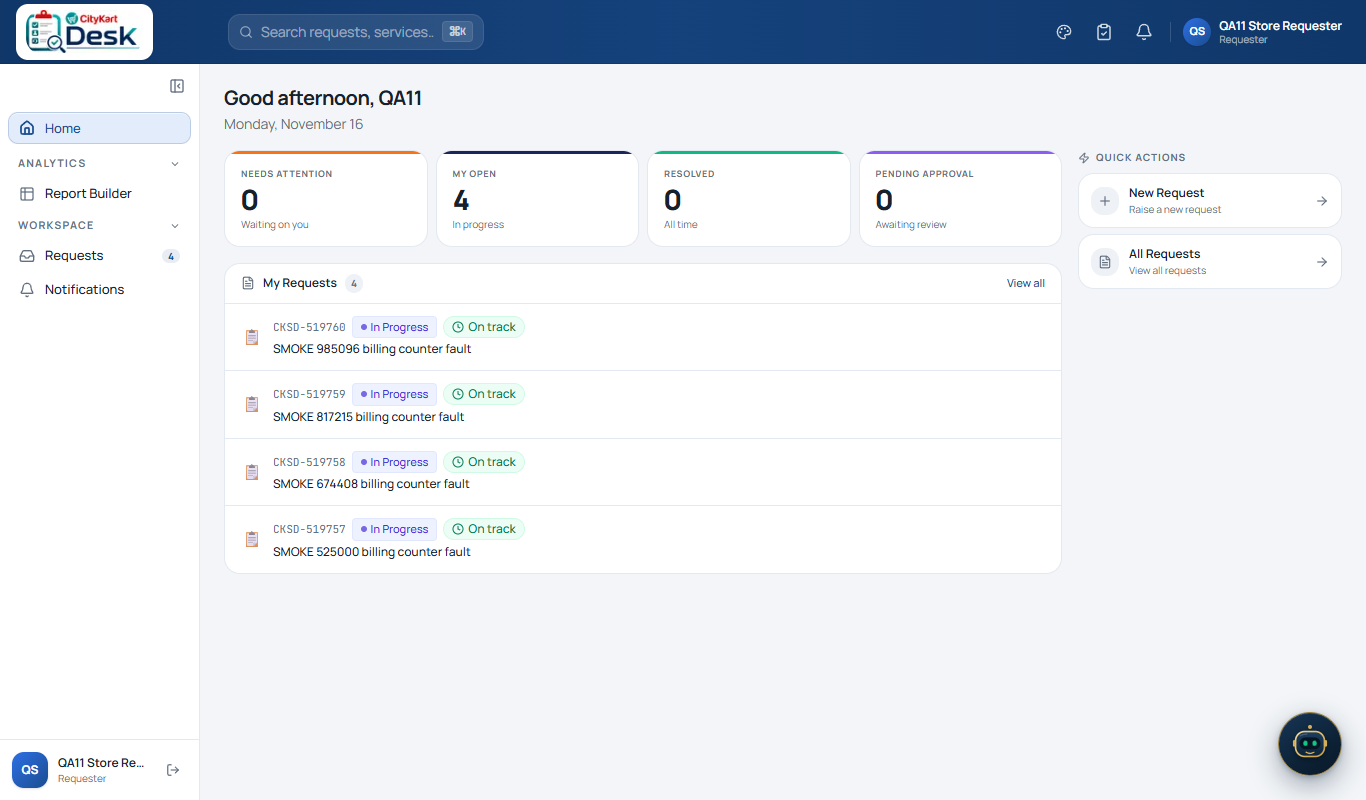 CityKart
Desk
Search requests, services..
⌘K
QS
QA11 Store Requester
Requester
Home
ANALYTICS
Report Builder
WORKSPACE
Requests
4
Notifications
QS
QA11 Store Re...
Requester
Good afternoon, QA11
Monday, November 16
NEEDS ATTENTION
0
Waiting on you
MY OPEN
4
In progress
RESOLVED
0
All time
PENDING APPROVAL
0
Awaiting review
My Requests
4
View all
CKSD-519760
In Progress
On track
SMOKE 985096 billing counter fault
CKSD-519759
In Progress
On track
SMOKE 817215 billing counter fault
CKSD-519758
In Progress
On track
SMOKE 674408 billing counter fault
CKSD-519757
In Progress
On track
SMOKE 525000 billing counter fault
QUICK ACTIONS
New Request
Raise a new request
All Requests
View all requests